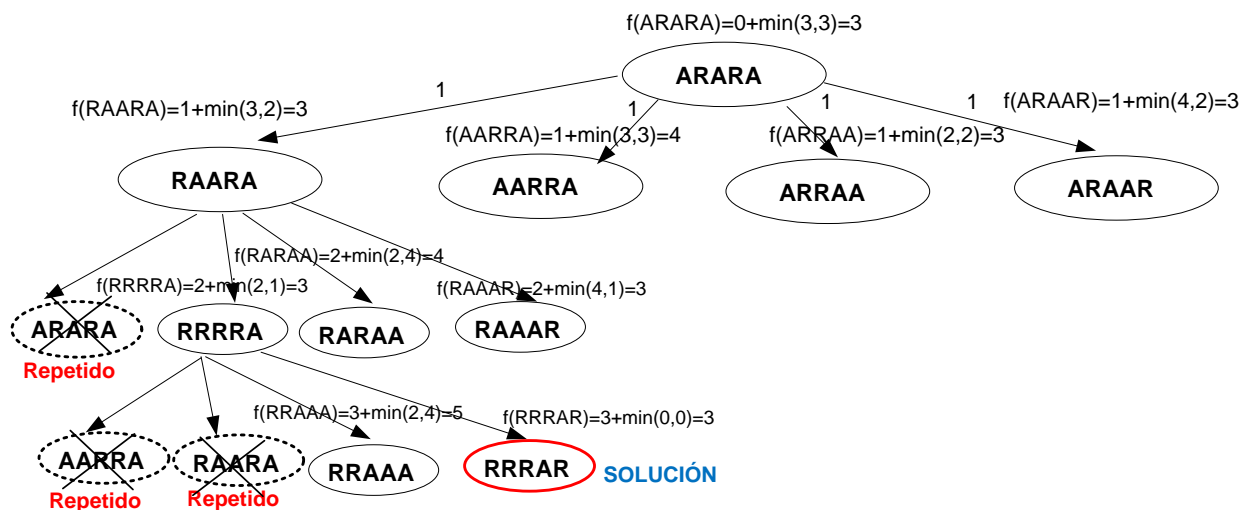 f(ARARA)=0+min(3,3)=3
ARARA
1
1
1
1
f(RAARA)=1+min(3,2)=3
f(AARRA)=1+min(3,3)=4
f(ARRAA)=1+min(2,2)=3
f(ARAAR)=1+min(4,2)=3
RAARA
AARRA
ARRAA
ARAAR
f(RARAA)=2+min(2,4)=4
f(RRRRA)=2+min(2,1)=3
f(RAAAR)=2+min(4,1)=3
ARARA
RRRRA
RARAA
RAAAR
Repetido
f(RRAAA)=3+min(2,4)=5
f(RRRAR)=3+min(0,0)=3
AARRA
RAARA
RRAAA
RRRAR
SOLUCIÓN
Repetido
Repetido